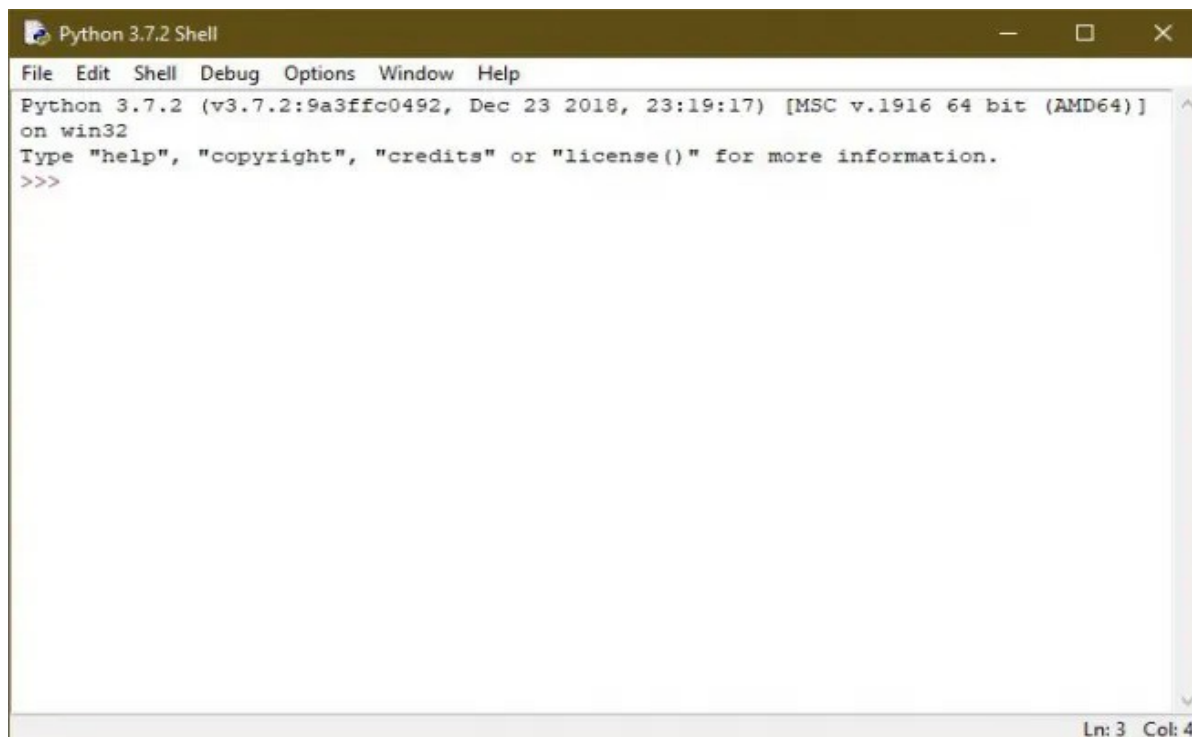 Python 3.7.2 Shell
File Edit Shell Debug Options Window Help
Python 3.7.2 (v3.7.2:9a3ffc0492, Dec 23 2018, 23:19:17) [MSC v.1916 64 bit (AMD64)]
on win32
Type "help", "copyright", "credits" or "license()" for more information.
>>>
Ln: 3 Col: 4